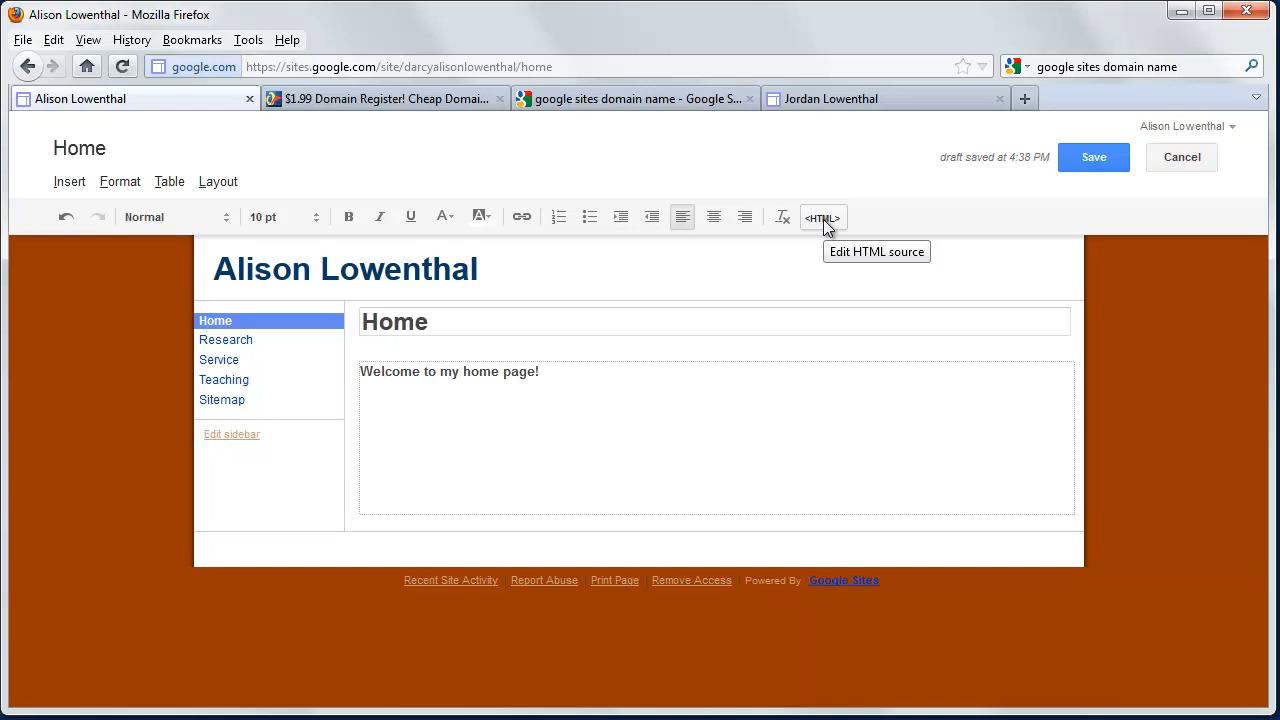 Alison Lowenthal - Mozilla Firefox
File Edit View History Bookmarks Tools Help
google.com https://sites.google.com/site/darcyalisonlowenthal/home google sites domain name
Alison Lowenthal $1.99 Domain Register! Cheap Domai... google sites domain name - Google S... Jordan Lowenthal
Alison Lowenthal
Home
draft saved at 4:38 PM Save Cancel
Insert Format Table Layout
Normal 10 pt B I U A A <HTML>
Edit HTML source
Alison Lowenthal
Home
Research
Service
Teaching
Sitemap
Edit sidebar
Home
Welcome to my home page!
Recent Site Activity | Report Abuse | Print Page | Remove Access | Powered By Google Sites